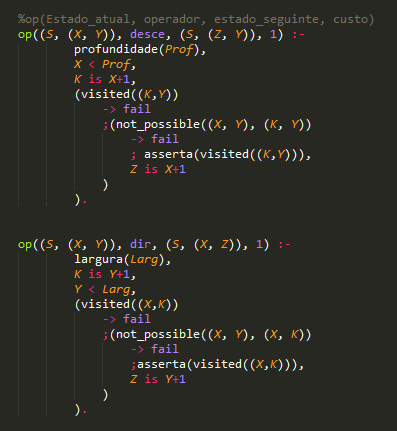 %op(Estado_atual, operador, estado_seguinte, custo)
op((S, (X, Y)), desce, (S, (Z, Y)), 1) :-
profundidade(Prof),
X < Prof,
K is X+1,
(visited((K,Y))
-> fail
;(not_possible((X, Y), (K, Y))
-> fail
; asserta(visited((K,Y))),
Z is X+1
)
).
op((S, (X, Y)), dir, (S, (X, Z)), 1) :-
largura(Larg),
K is Y+1,
Y < Larg,
(visited((X,K))
-> fail
;(not_possible((X, Y), (X, K))
-> fail
;asserta(visited((X,K))),
Z is Y+1
)
).